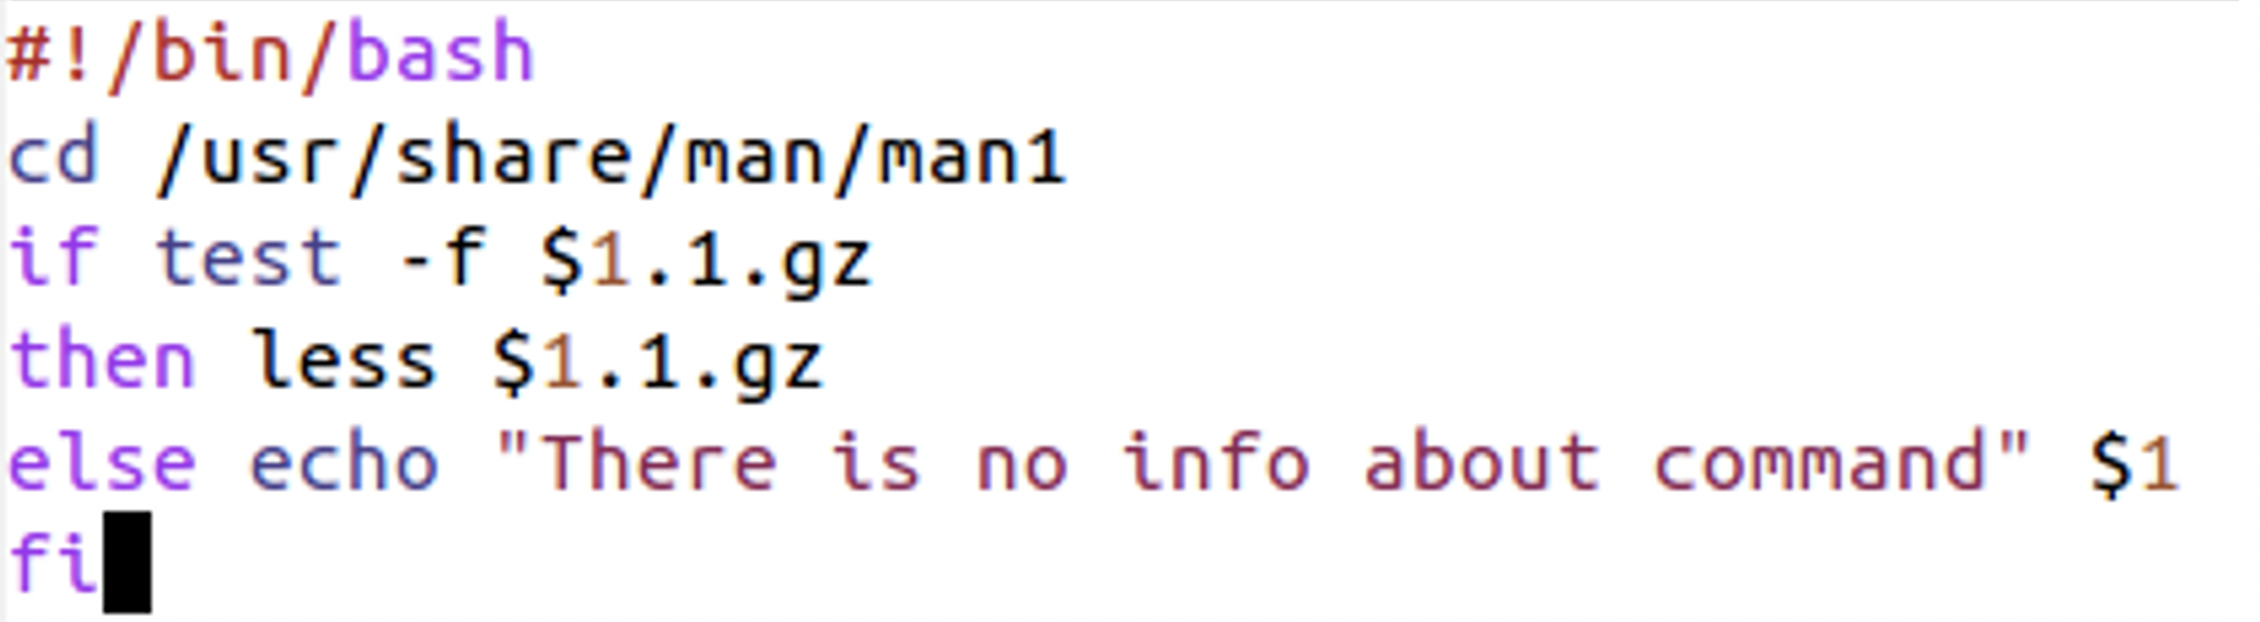 #!/bin/bash
cd /usr/share/man/man1
if test -f $1.1.gz
then less $1.1.gz
else echo "There is no info about command" $1
fi